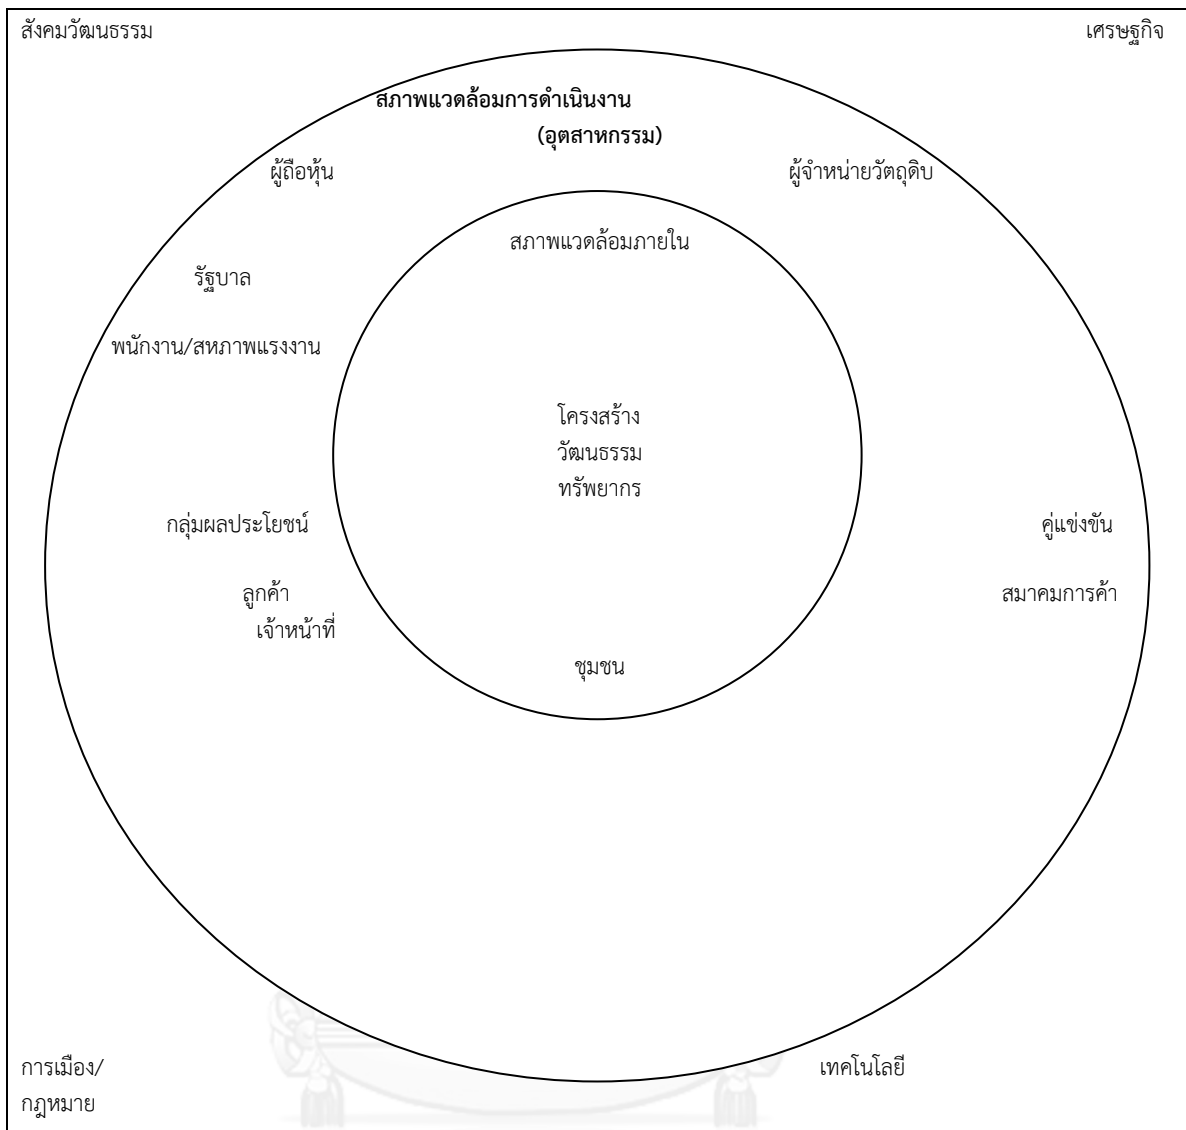 สังคมวัฒนธรรม
เศรษฐกิจ
สภาพแวดล้อมการดำเนินงาน
(อุตสาหกรรม)
ผู้ถือหุ้น
ผู้จำหน่ายวัตถุดิบ
สภาพแวดล้อมภายใน
รัฐบาล
พนักงาน/สหภาพแรงงาน
โครงสร้าง
วัฒนธรรม
ทรัพยากร
กลุ่มผลประโยชน์
คู่แข่งขัน
ลูกค้า
สมาคมการค้า
เจ้าหน้าที่
ชุมชน
การเมือง/
กฎหมาย
เทคโนโลยี